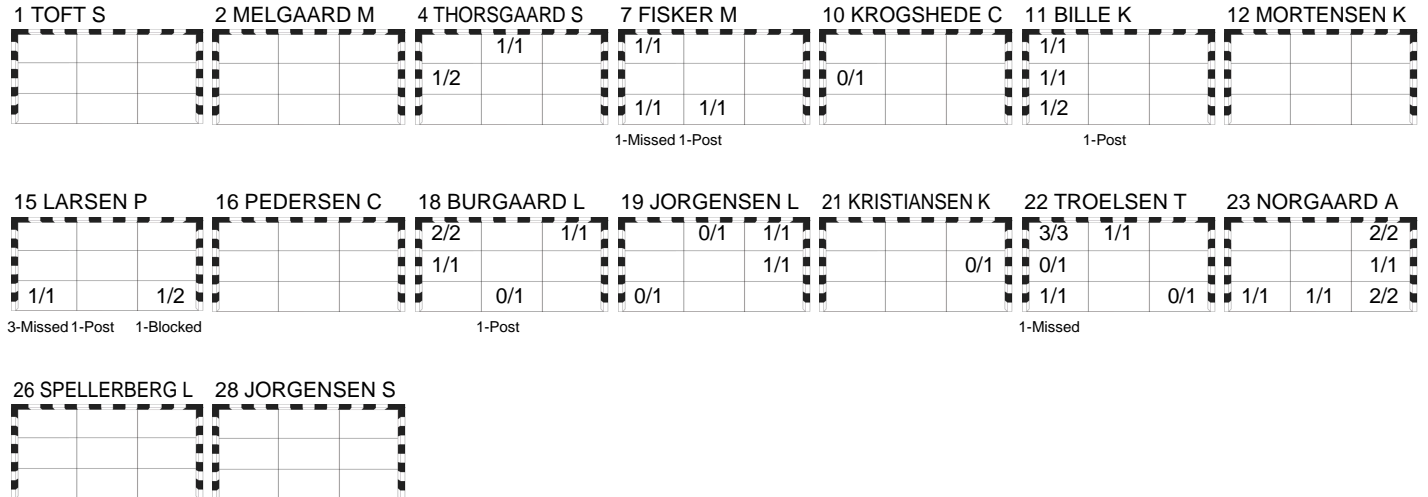 1 TOFT S 2 MELGAARD M 4 THORSGAARD S 7 FISKER M 10 KROGSHEDE C 11 BILLE K 12 MORTENSEN K
1/1 1/1 1/1
1/2 0/1 1/1
1/1 1/1 1/2
1-Missed 1-Post 1-Post
15 LARSEN P 16 PEDERSEN C 18 BURGAARD L 19 JORGENSEN L 21 KRISTIANSEN K 22 TROELSEN T 23 NORGAARD A
2/2 1/1 0/1 1/1 3/3 1/1 2/2
1/1 1/1 0/1 0/1 1/1
1/1 1/2 0/1 0/1 1/1 0/1 1/1 1/1 2/2
3-Missed 1-Post 1-Blocked 1-Post 1-Missed
26 SPELLERBERG L 28 JORGENSEN S